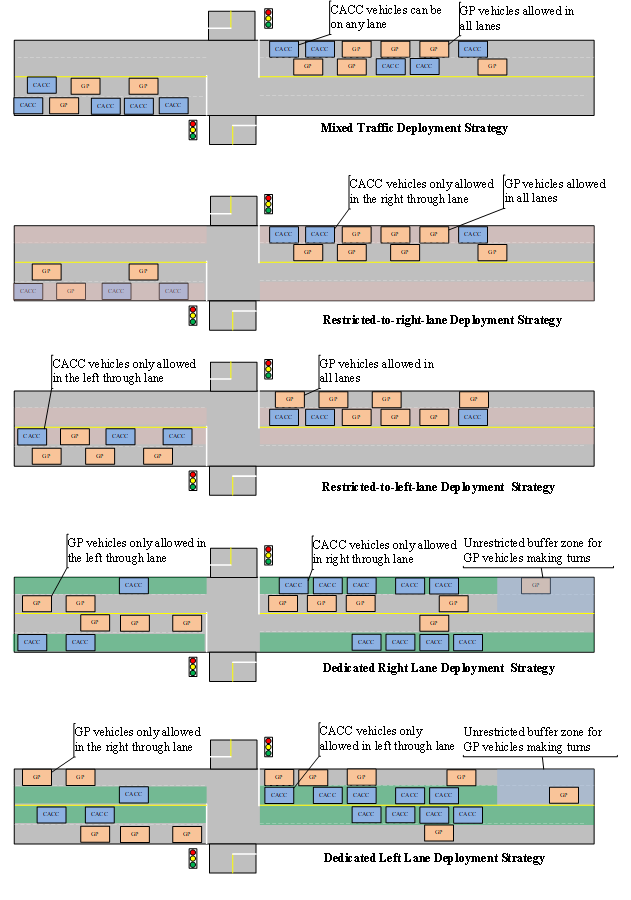 CACC vehicles can be
on any lane
GP vehicles allowed in
all lanes
CACC CACC GP GP GP CACC
GP GP CACC CACC GP
CACC GP GP
CACC GP CACC CACC CACC
Mixed Traffic Deployment Strategy
CACC vehicles only allowed
in the right through lane
GP vehicles allowed
in all lanes
CACC CACC GP GP GP CACC
GP GP GP GP
GP GP
CACC GP CACC CACC
Restricted-to-right-lane Deployment Strategy
CACC vehicles only allowed
in the left through lane
GP vehicles allowed in
all lanes
GP GP GP GP
CACC CACC GP GP GP CACC
CACC GP CACC CACC
GP GP GP
Restricted-to-left-lane Deployment Strategy
GP vehicles only allowed in
the left through lane
CACC vehicles only allowed
in right through lane
Unrestricted buffer zone for
GP vehicles making turns
CACC CACC CACC CACC CACC CACC GP
GP GP GP GP GP GP
GP GP GP GP
CACC CACC CACC CACC CACC CACC
Dedicated Right Lane Deployment Strategy
GP vehicles only allowed
in the right through lane
CACC vehicles only
allowed in left through lane
Unrestricted buffer zone for
GP vehicles making turns
GP GP GP GP GP GP
CACC CACC CACC CACC CACC CACC GP
CACC CACC CACC CACC CACC CACC
GP GP GP GP
Dedicated Left Lane Deployment Strategy